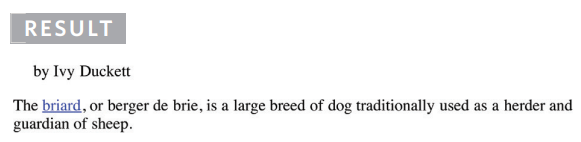 RESULT
by Ivy Duckett
The briard, or berger de brie, is a large breed of dog traditionally used as a herder and
guardian of sheep.